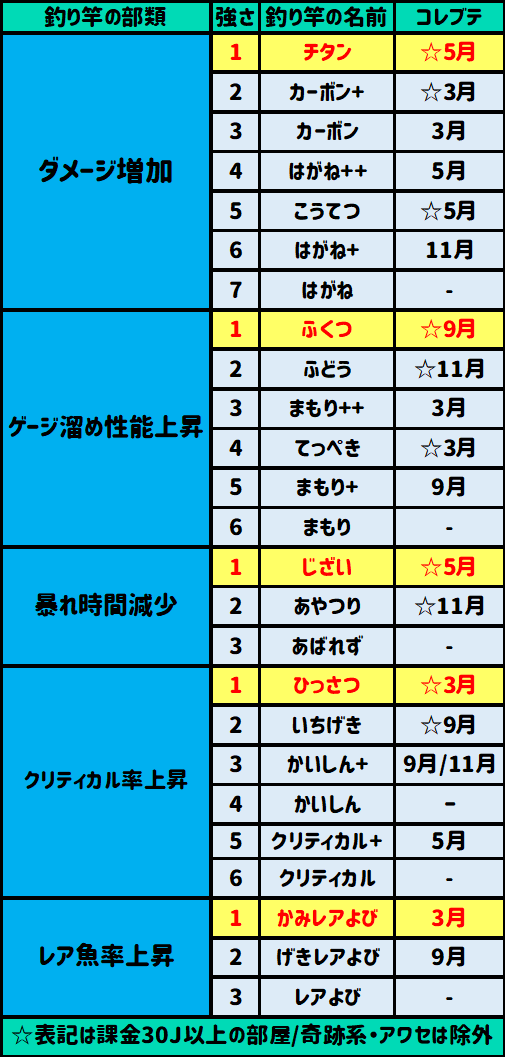 釣り竿の部類 強さ 釣り竿の名前 コレプテ
ダメージ増加
1 チタン ☆5月
2 カーボン+ ☆3月
3 カーボン 3月
4 はがね++ 5月
5 こうてつ ☆5月
6 はがね+ 11月
7 はがね -
ゲージ溜め性能上昇
1 ふくつ ☆9月
2 ふどう ☆11月
3 まもり++ 3月
4 てっぺき ☆3月
5 まもり+ 9月
6 まもり -
暴れ時間減少
1 じざい ☆5月
2 あやつり ☆11月
3 あばれず -
クリティカル率上昇
1 ひっさつ ☆3月
2 いちげき ☆9月
3 かいしん+ 9月/11月
4 かいしん -
5 クリティカル+ 5月
6 クリティカル -
レア魚率上昇
1 かみレアよび 3月
2 げきレアよび 9月
3 レアよび -
☆表記は課金30J以上の部屋/奇跡系・アワセは除外